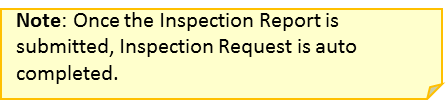 Note: Once the Inspection Report is
submitted, Inspection Request is auto
completed.